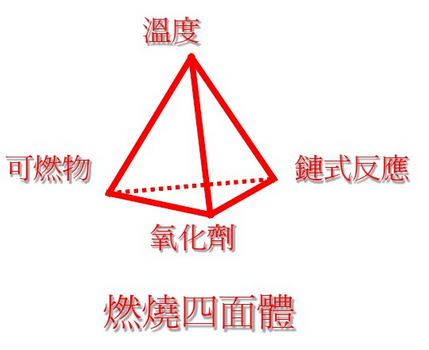 溫度
可燃物
鏈式反應
氧化劑
燃燒四面體